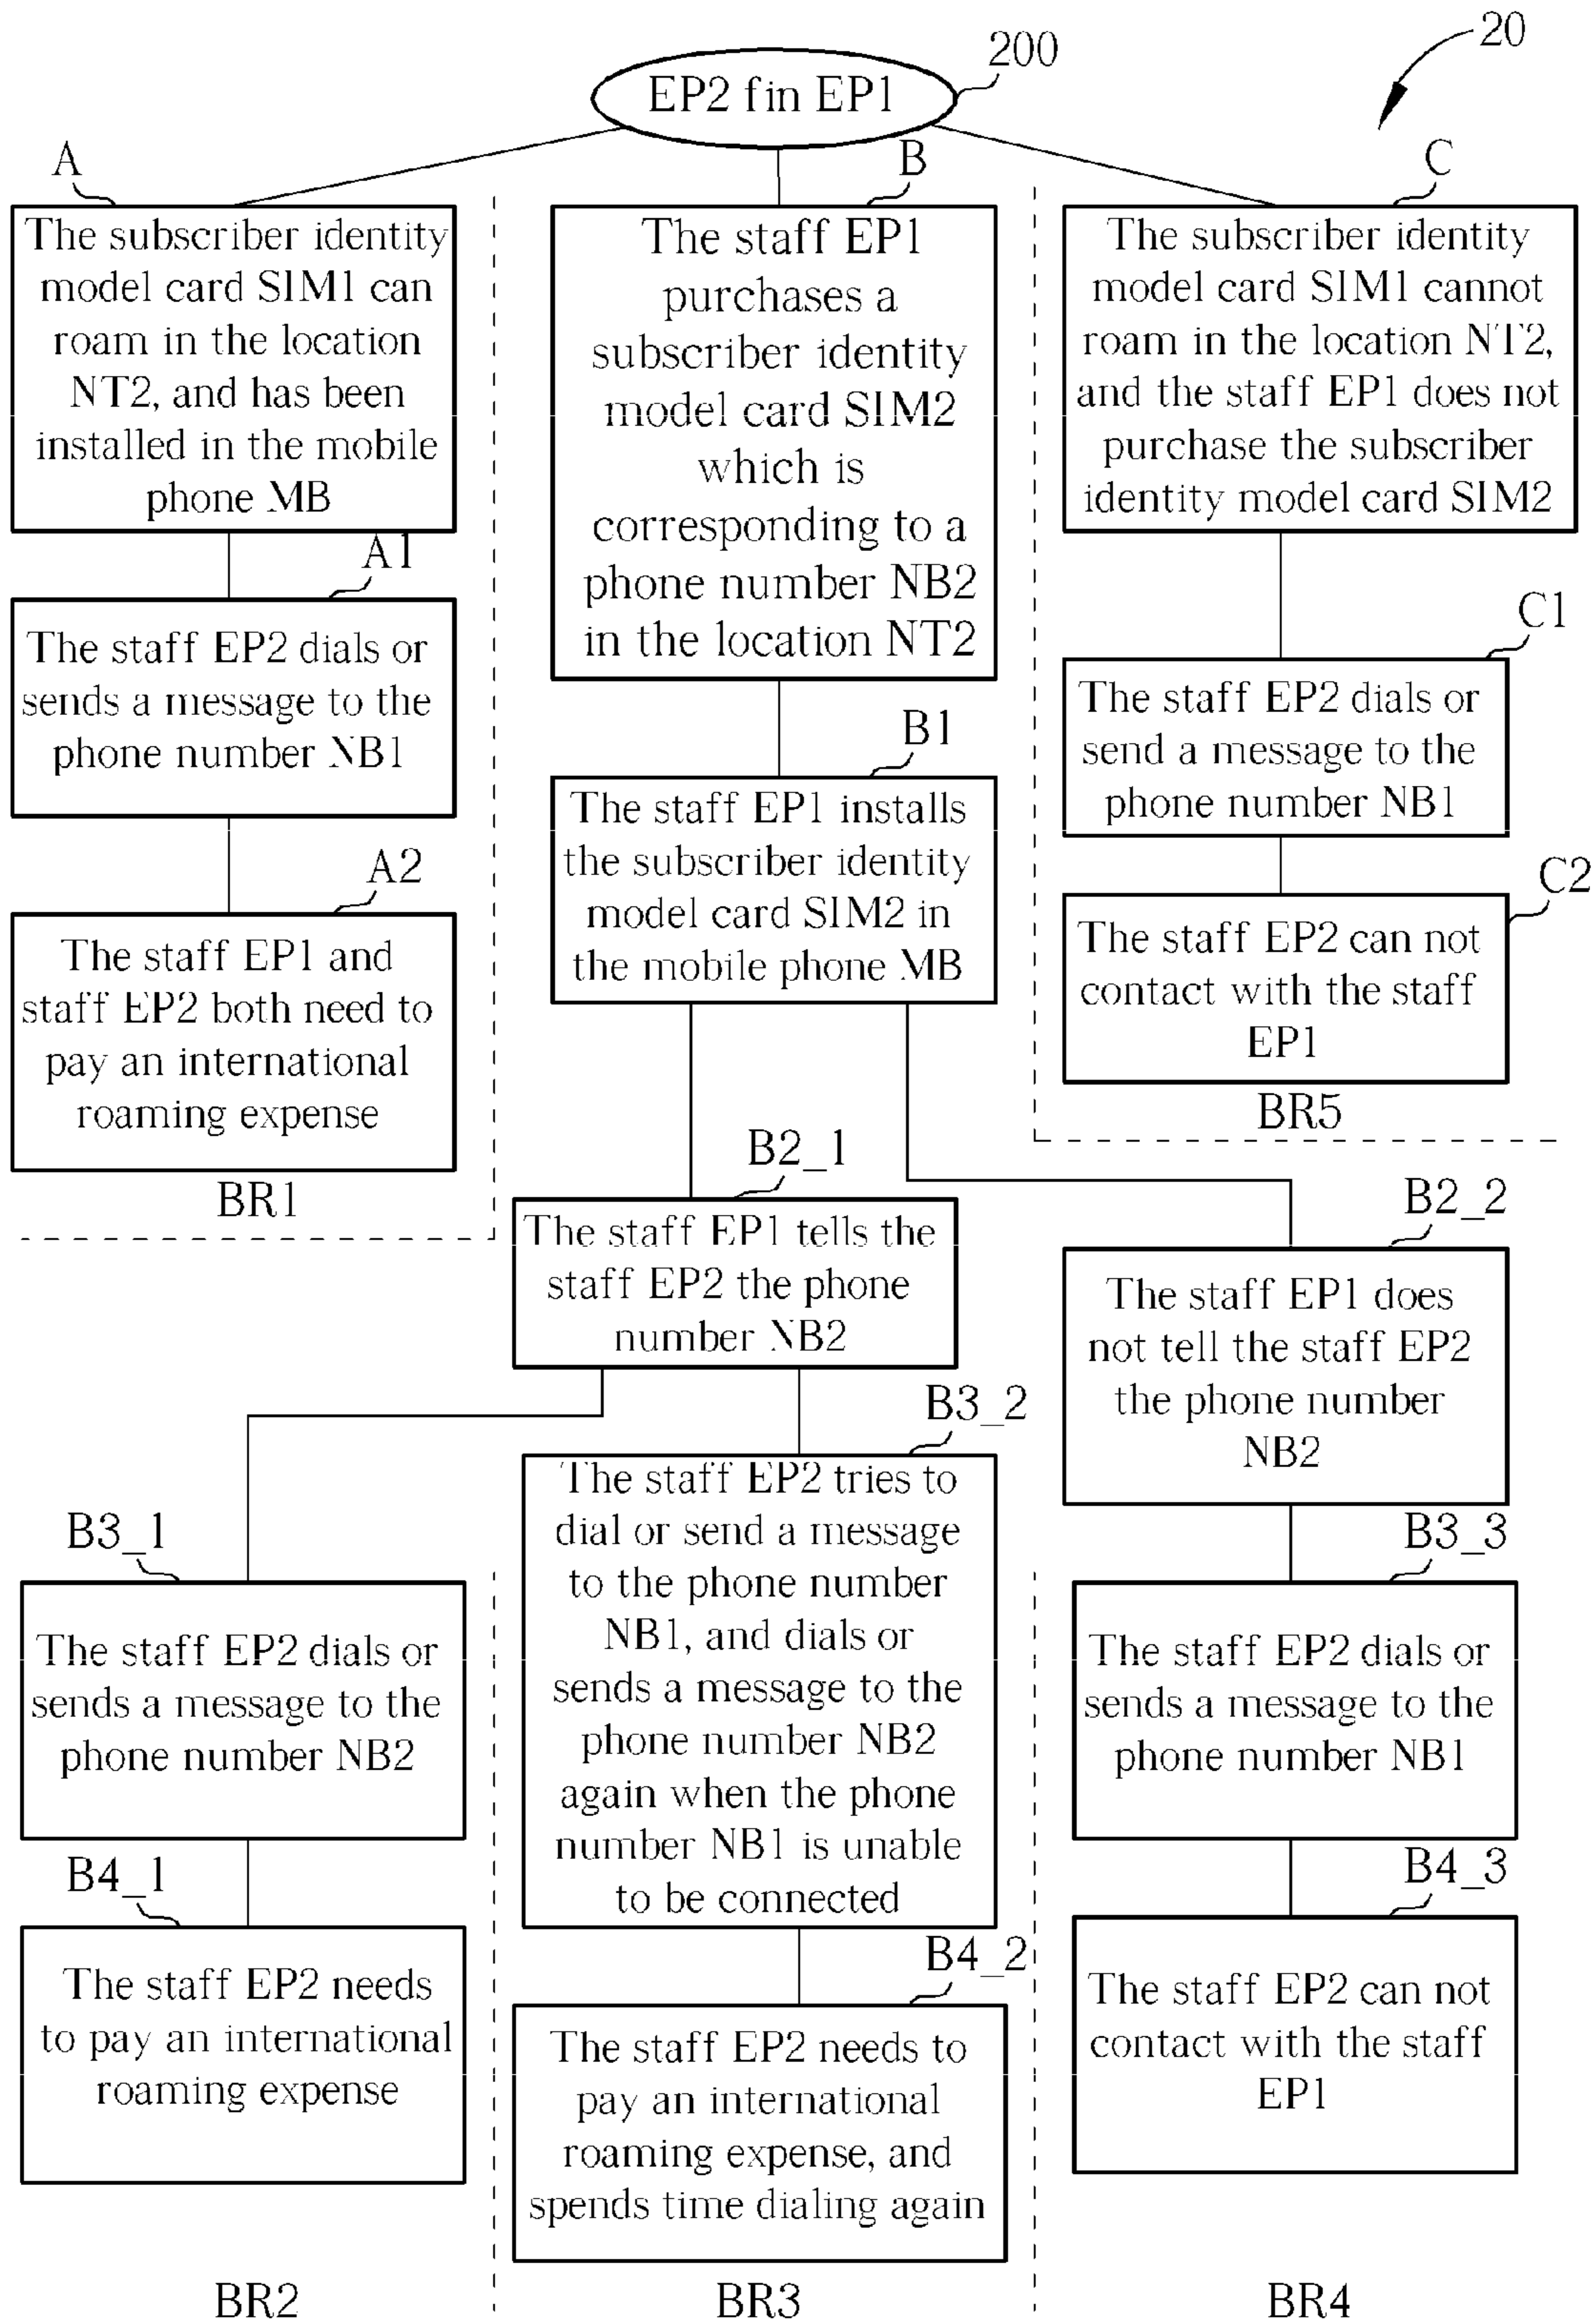 20
200
EP2 fin EP1
A
The subscriber identity
model card SIM1 can
roam in the location
NT2, and has been
installed in the mobile
phone MB
A1
The staff EP2 dials or
sends a message to the
phone number NB1
A2
The staff EP1 and
staff EP2 both need to
pay an international
roaming expense
BR1
B
The staff EP1
purchases a
subscriber identity
model card SIM2
which is
corresponding to a
phone number NB2
in the location NT2
B1
The staff EP1 installs
the subscriber identity
model card SIM2 in
the mobile phone MB
C
The subscriber identity
model card SIM1 cannot
roam in the location NT2,
and the staff EP1 does not
purchase the subscriber
identity model card SIM2
C1
The staff EP2 dials or
send a message to the
phone number NB1
C2
The staff EP2 can not
contact with the staff
EP1
BR5
B2_1
The staff EP1 tells the
staff EP2 the phone
number NB2
B2_2
The staff EP1 does
not tell the staff EP2
the phone number
NB2
B3_1
The staff EP2 dials or
sends a message to the
phone number NB2
B4_1
The staff EP2 needs
to pay an international
roaming expense
BR2
B3_2
The staff EP2 tries to
dial or send a message
to the phone number
NB1, and dials or
sends a message to the
phone number NB2
again when the phone
number NB1 is unable
to be connected
B4_2
The staff EP2 needs to
pay an international
roaming expense, and
spends time dialing again
BR3
B3_3
The staff EP2 dials or
sends a message to the
phone number NB1
B4_3
The staff EP2 can not
contact with the staff
EP1
BR4